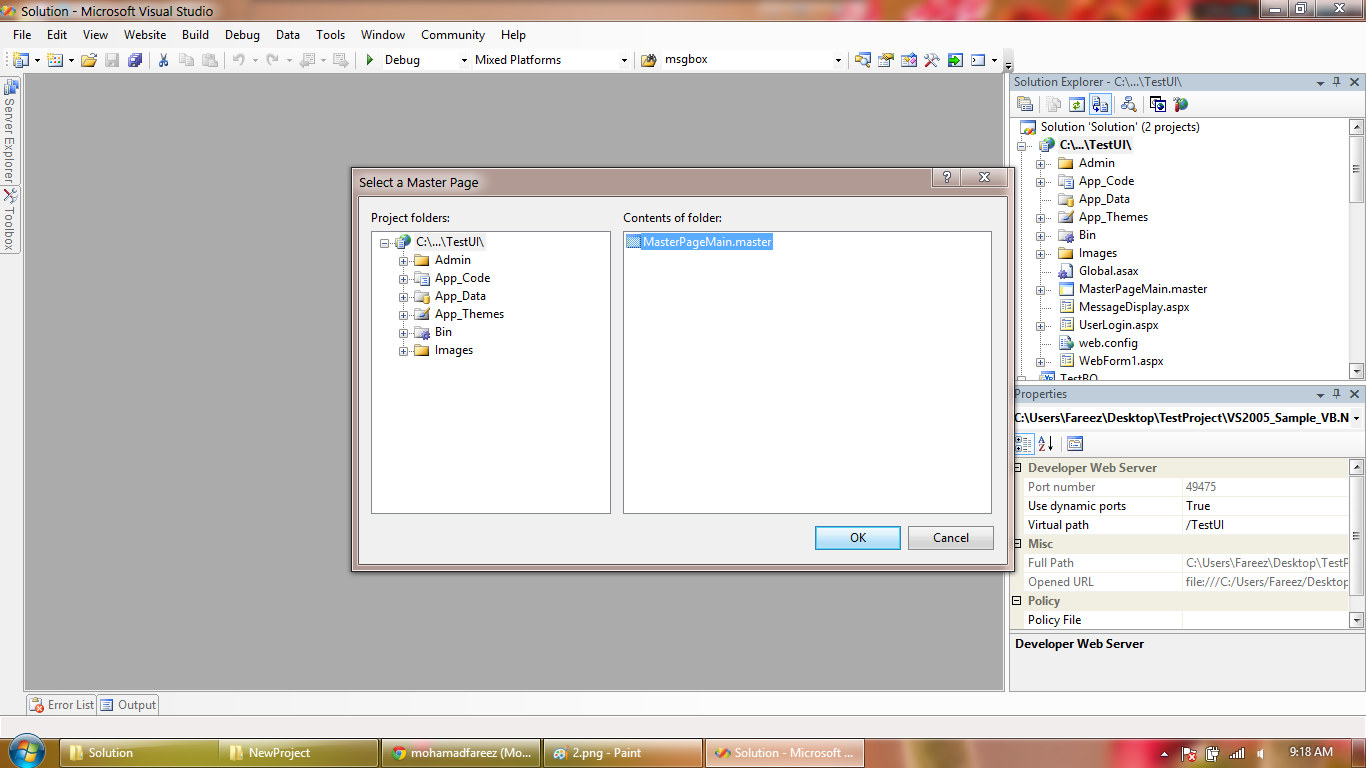 Solution - Microsoft Visual Studio
File Edit View Website Build Debug Data Tools Window Community Help
Debug Mixed Platforms msgbox
Server Explorer
Toolbox
Select a Master Page
?
Project folders:
C:\...\TestUI\
Admin
App_Code
App_Data
App_Themes
Bin
Images
Contents of folder:
MasterPageMain.master
OK Cancel
Solution Explorer - C:\...\TestUI\
Solution 'Solution' (2 projects)
C:\...\TestUI\
Admin
App_Code
App_Data
App_Themes
Bin
Images
Global.asax
MasterPageMain.master
MessageDisplay.aspx
UserLogin.aspx
web.config
WebForm1.aspx
TestBO
Properties
C:\Users\Fareez\Desktop\TestProject\VS2005_Sample_VB.N
Developer Web Server
Port number 49475
Use dynamic ports True
Virtual path /TestUI
Misc
Full Path C:\Users\Fareez\Desktop\TestP
Opened URL file:///C:/Users/Fareez/Desktop
Policy
Policy File
Developer Web Server
Error List Output
Solution NewProject mohamadfareez (Mo... 2.png - Paint Solution - Microsoft ... 9:18 AM